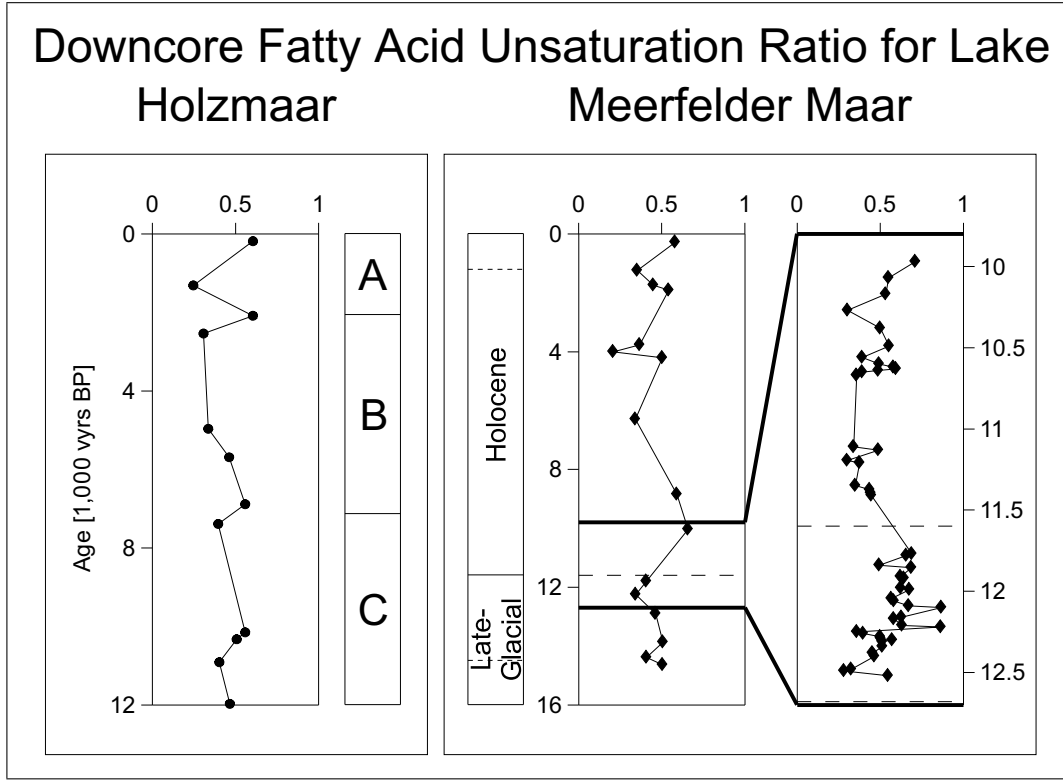 Downcore Fatty Acid Unsaturation Ratio for Lake
Holzmaar
Meerfelder Maar
0 0.5 1
0
4
8
12
Age [1,000 vyrs BP]
A
B
C
0 0.5 1
0
4
8
12
16
Holocene
Late-
Glacial
0 0.5 1
10
10.5
11
11.5
12
12.5